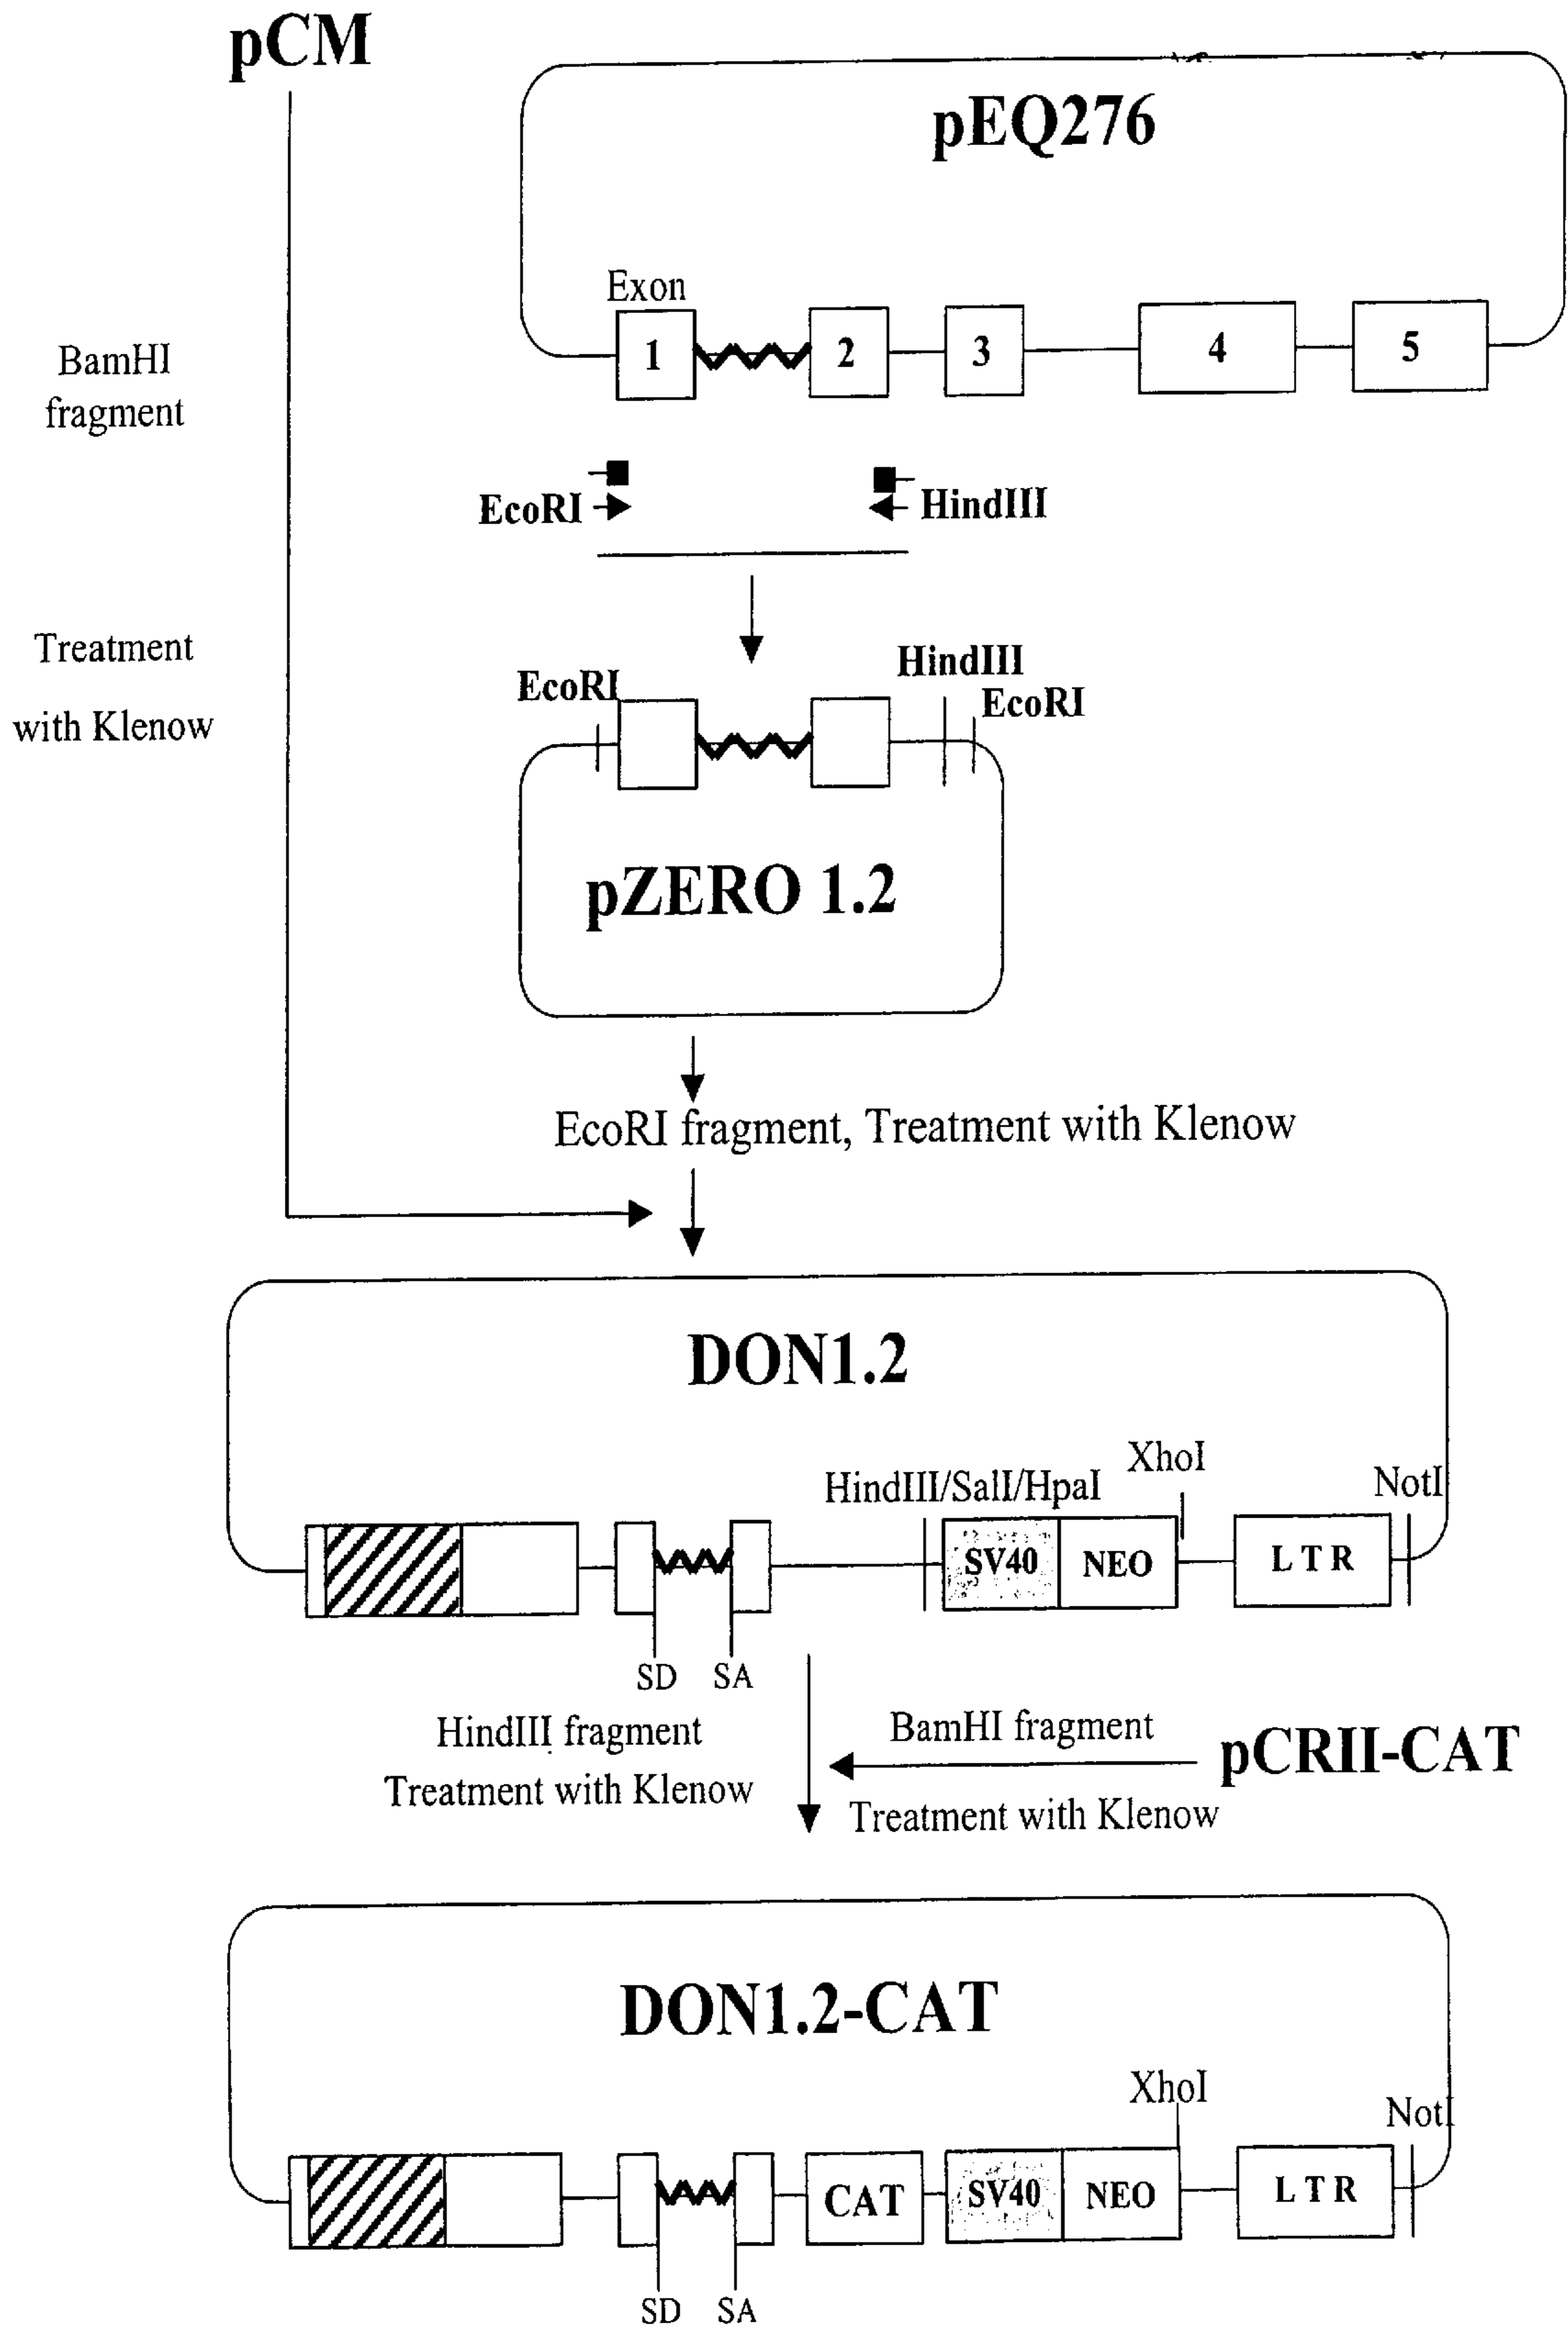 pCM
pEQ276
Exon
1
2
3
4
5
BamHI
fragment
EcoRI
HindIII
Treatment
with Klenow
EcoRI
HindIII
EcoRI
pZERO 1.2
EcoRI fragment, Treatment with Klenow
DON1.2
HindIII/SalI/HpaI
XhoI
NotI
SV40
NEO
LTR
SD
SA
HindIII fragment
Treatment with Klenow
BamHI fragment
pCRII-CAT
Treatment with Klenow
DON1.2-CAT
XhoI
NotI
CAT
SV40
NEO
LTR
SD
SA